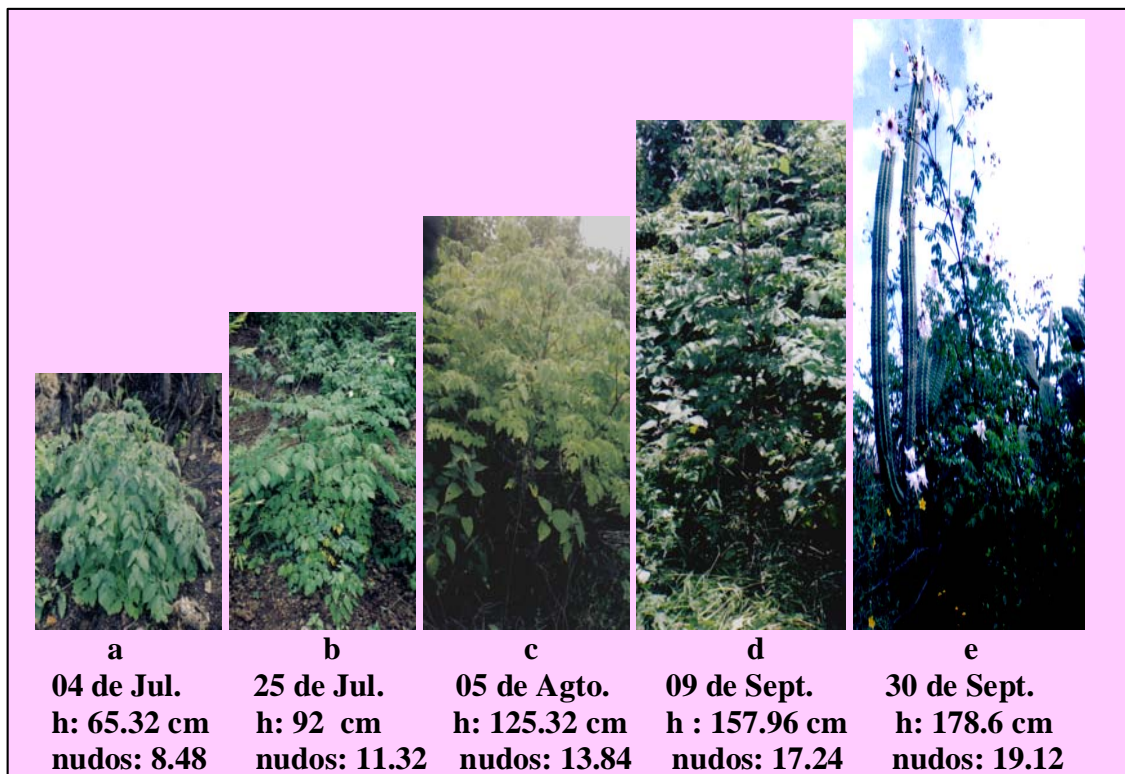 a b c d e
04 de Jul. 25 de Jul. 05 de Agto. 09 de Sept. 30 de Sept.
h: 65.32 cm h: 92 cm h: 125.32 cm h : 157.96 cm h: 178.6 cm
nudos: 8.48 nudos: 11.32 nudos: 13.84 nudos: 17.24 nudos: 19.12